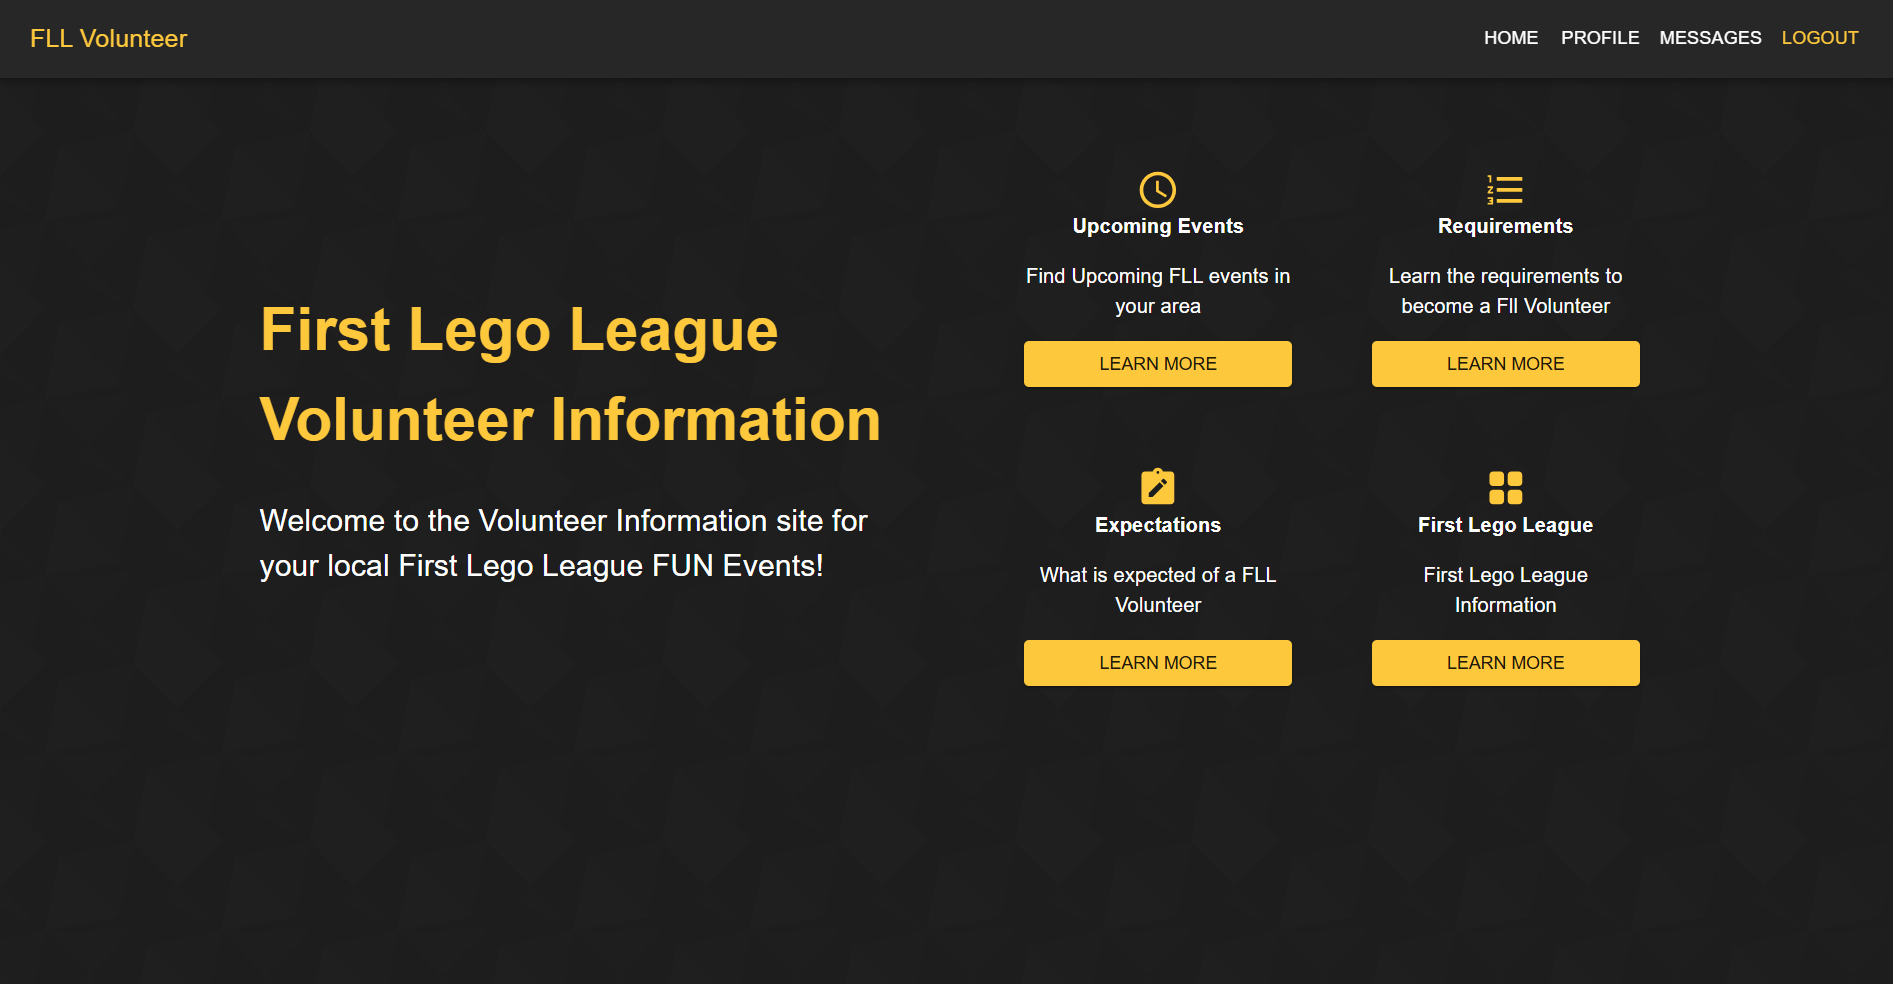 FLL Volunteer
HOME PROFILE MESSAGES LOGOUT
First Lego League
Volunteer Information
Welcome to the Volunteer Information site for
your local First Lego League FUN Events!
Upcoming Events
Find Upcoming FLL events in
your area
LEARN MORE
Requirements
Learn the requirements to
become a Fll Volunteer
LEARN MORE
Expectations
What is expected of a FLL
Volunteer
LEARN MORE
First Lego League
First Lego League
Information
LEARN MORE